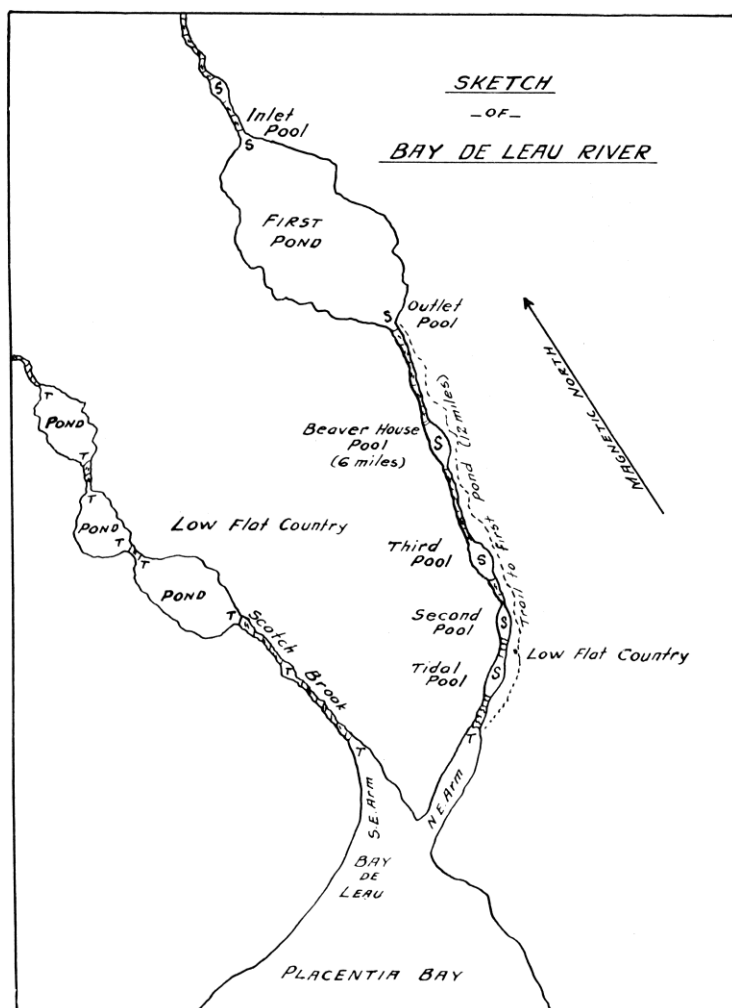 SKETCH
_OF_
BAY DE LEAU RIVER
S
Inlet
Pool
S
FIRST
POND
S
Outlet
Pool
MAGNETIC NORTH
Trail to First Pond (12 miles)
Beaver House
Pool
(6 miles)
S
T
POND
T
T
POND
T
T
Low Flat Country
Third
Pool
S
POND
T
Scotch Brook
T
T
Second
Pool
S
Low Flat Country
Tidal
Pool
S
T
S.E. Arm
N.E. Arm
BAY
DE
LEAU
PLACENTIA BAY